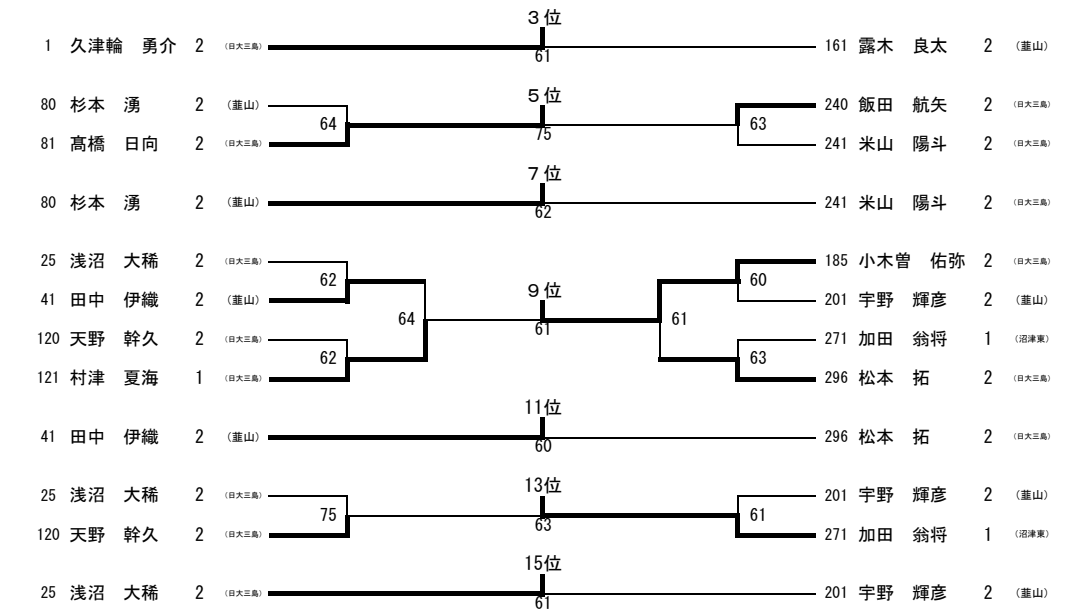 3位
1 久津輪 勇介 2 (日大三島) 61 161 露木 良太 2 (韮山)
5位
80 杉本 湧 2 (韮山) 240 飯田 航矢 2 (日大三島)
64 75 63
81 髙橋 日向 2 (日大三島) 241 米山 陽斗 2 (日大三島)
7位
80 杉本 湧 2 (韮山) 62 241 米山 陽斗 2 (日大三島)
25 浅沼 大稀 2 (日大三島) 185 小木曽 佑弥 2 (日大三島)
62 60
41 田中 伊織 2 (韮山) 9位 201 宇野 輝彦 2 (韮山)
64 61 61
120 天野 幹久 2 (日大三島) 271 加田 翁将 1 (沼津東)
62 63
121 村津 夏海 1 (日大三島) 296 松本 拓 2 (日大三島)
11位
41 田中 伊織 2 (韮山) 60 296 松本 拓 2 (日大三島)
13位
25 浅沼 大稀 2 (日大三島) 201 宇野 輝彦 2 (韮山)
75 63 61
120 天野 幹久 2 (日大三島) 271 加田 翁将 1 (沼津東)
15位
25 浅沼 大稀 2 (日大三島) 61 201 宇野 輝彦 2 (韮山)